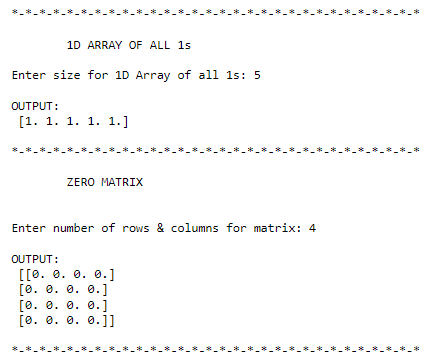 *-*-*-*-*-*-*-*-*-*-*-*-*-*-*-*-*-*-*-*-*-*-*-*-*-*-*-*-*-*
1D ARRAY OF ALL 1s
Enter size for 1D Array of all 1s: 5
OUTPUT:
[1. 1. 1. 1. 1.]
*-*-*-*-*-*-*-*-*-*-*-*-*-*-*-*-*-*-*-*-*-*-*-*-*-*-*-*-*-*
ZERO MATRIX
Enter number of rows & columns for matrix: 4
OUTPUT:
[[0. 0. 0. 0.]
[0. 0. 0. 0.]
[0. 0. 0. 0.]
[0. 0. 0. 0.]]
*-*-*-*-*-*-*-*-*-*-*-*-*-*-*-*-*-*-*-*-*-*-*-*-*-*-*-*-*-*